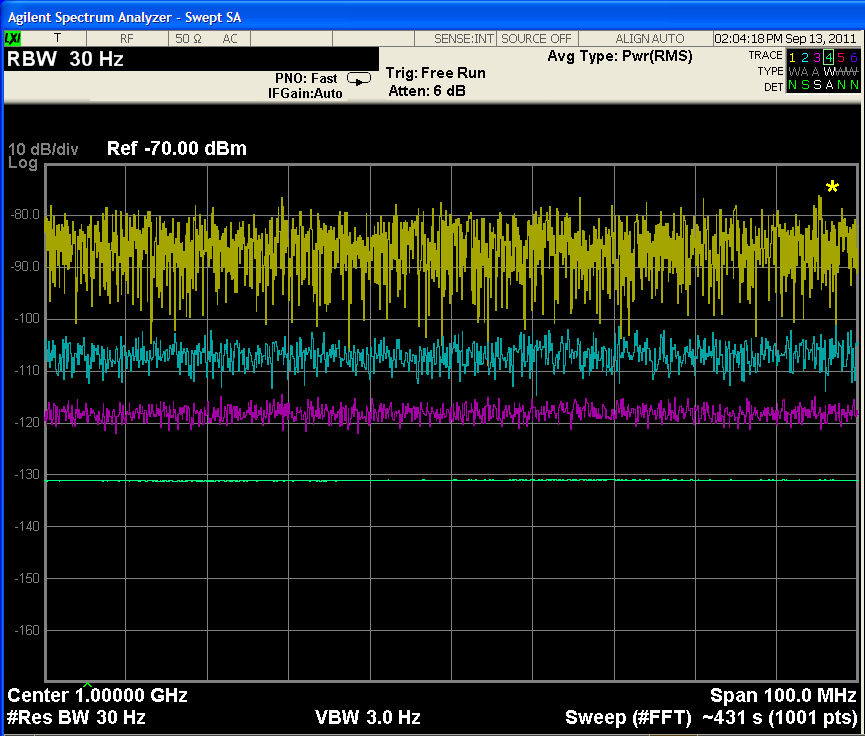 Agilent Spectrum Analyzer - Swept SA
LXI T RF 50 Ω AC SENSE:INT SOURCE OFF ALIGN AUTO 02:04:18 PM Sep 13, 2011
RBW 30 Hz
PNO: Fast
IFGain:Auto
Trig: Free Run
Atten: 6 dB
Avg Type: Pwr(RMS)
TRACE 1 2 3 4 5 6
TYPE
DET N S S A N N
10 dB/div Ref -70.00 dBm
Log
*
-80.0
-90.0
-100
-110
-120
-130
-140
-150
-160
Center 1.00000 GHz Span 100.0 MHz
#Res BW 30 Hz VBW 3.0 Hz Sweep (#FFT) ~431 s (1001 pts)